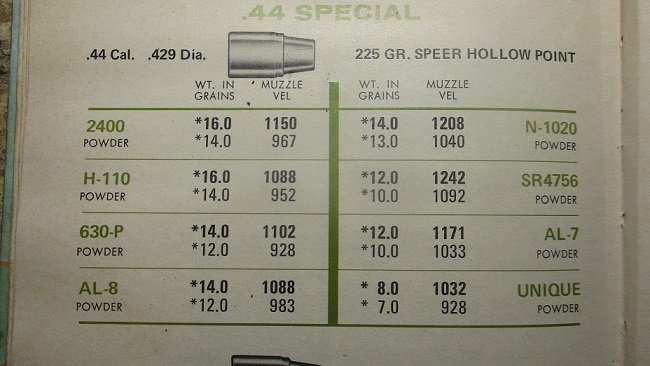 .44 SPECIAL
.44 Cal. .429 Dia. 225 GR. SPEER HOLLOW POINT
WT. IN GRAINS MUZZLE VEL WT. IN GRAINS MUZZLE VEL
2400 *16.0 1150 *14.0 1208 N-1020
POWDER *14.0 967 *13.0 1040 POWDER
H-110 *16.0 1088 *12.0 1242 SR4756
POWDER *14.0 952 *10.0 1092 POWDER
630-P *14.0 1102 *12.0 1171 AL-7
POWDER *12.0 928 *10.0 1033 POWDER
AL-8 *14.0 1088 * 8.0 1032 UNIQUE
POWDER *12.0 983 * 7.0 928 POWDER